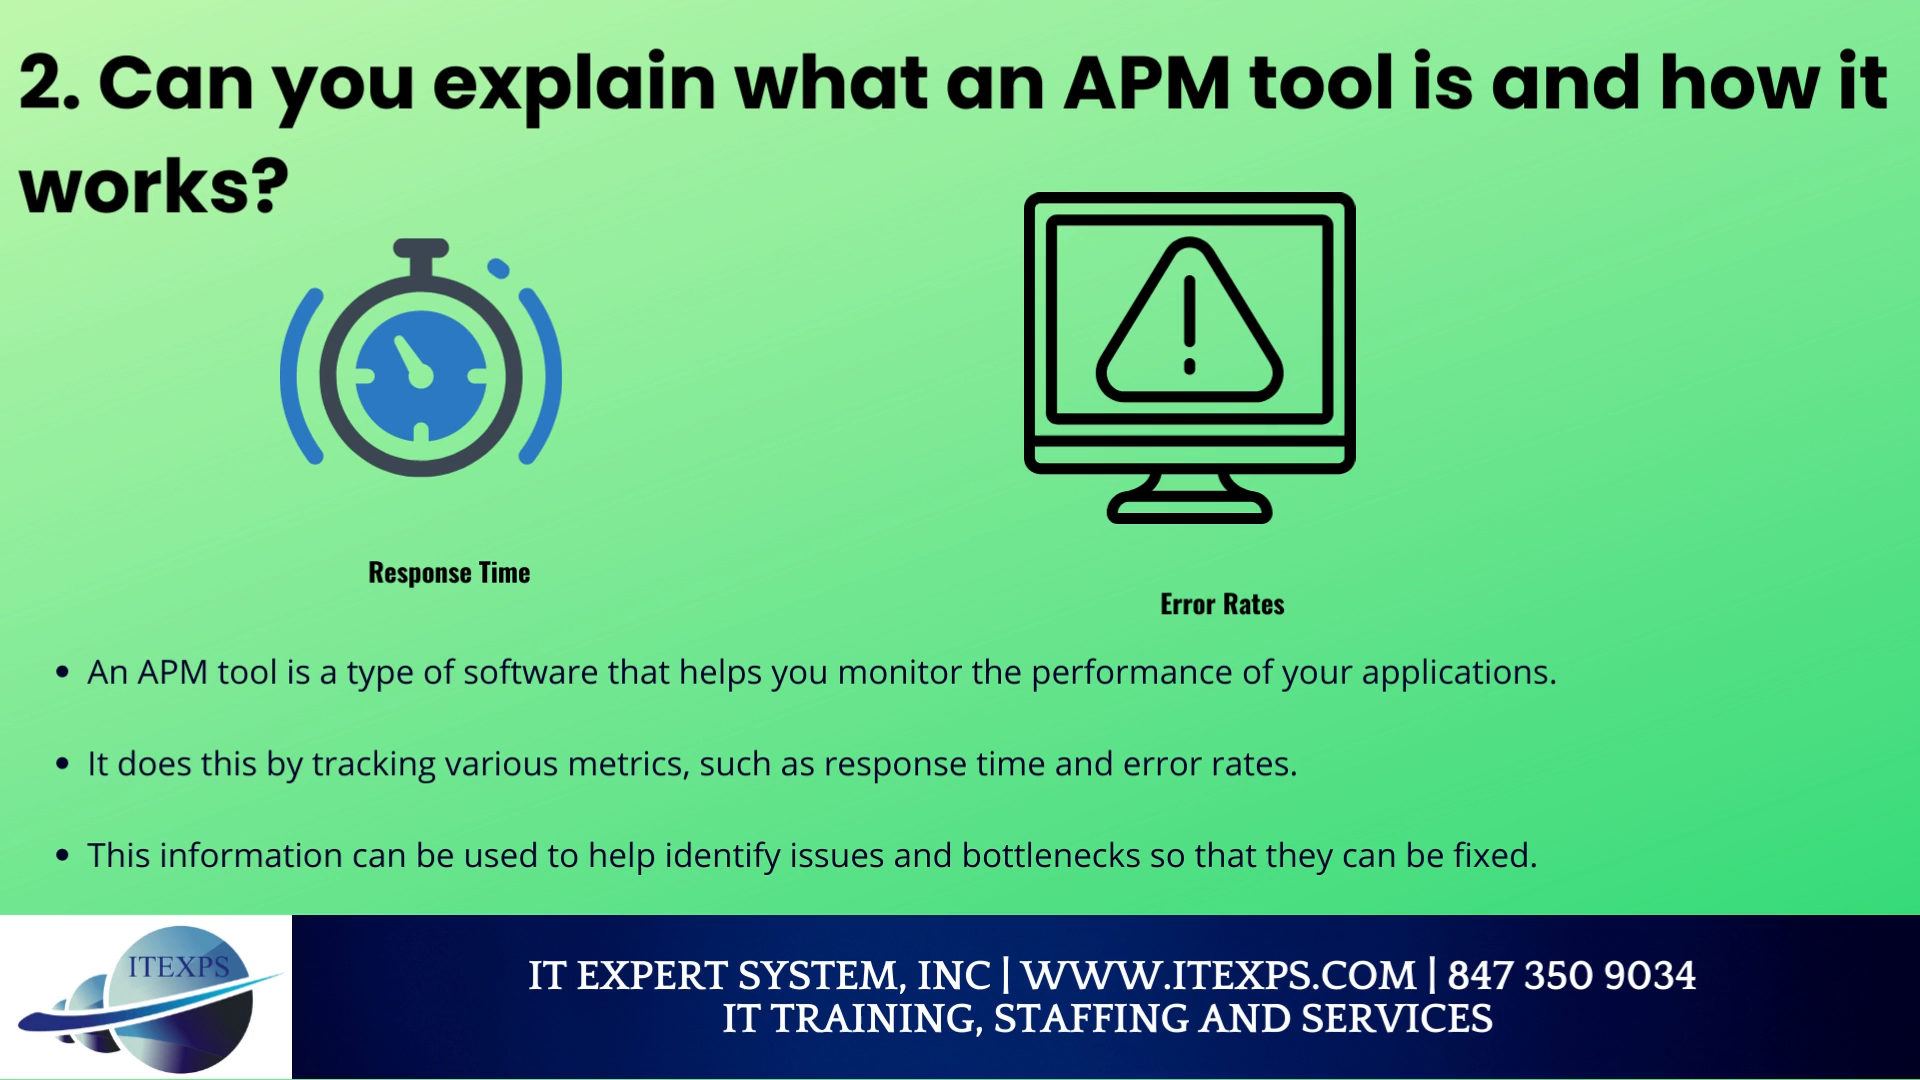 2. Can you explain what an APM tool is and how it
works?
Response Time
Error Rates
• An APM tool is a type of software that helps you monitor the performance of your applications.
• It does this by tracking various metrics, such as response time and error rates.
• This information can be used to help identify issues and bottlenecks so that they can be fixed.
ITEXPS
IT EXPERT SYSTEM, INC | WWW.ITEXPS.COM | 847 350 9034
IT TRAINING, STAFFING AND SERVICES